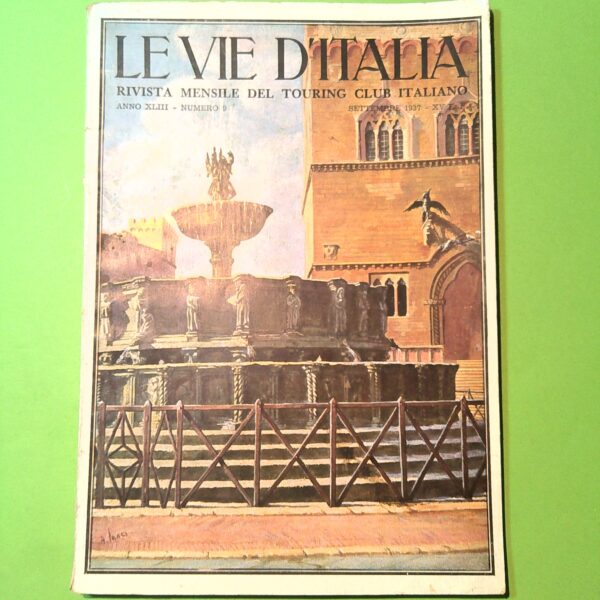 LE VIE D'ITALIA
RIVISTA MENSILE DEL TOURING CLUB ITALIANO
ANNO XLIII - NUMERO 9
SETTEMBRE 1937 -